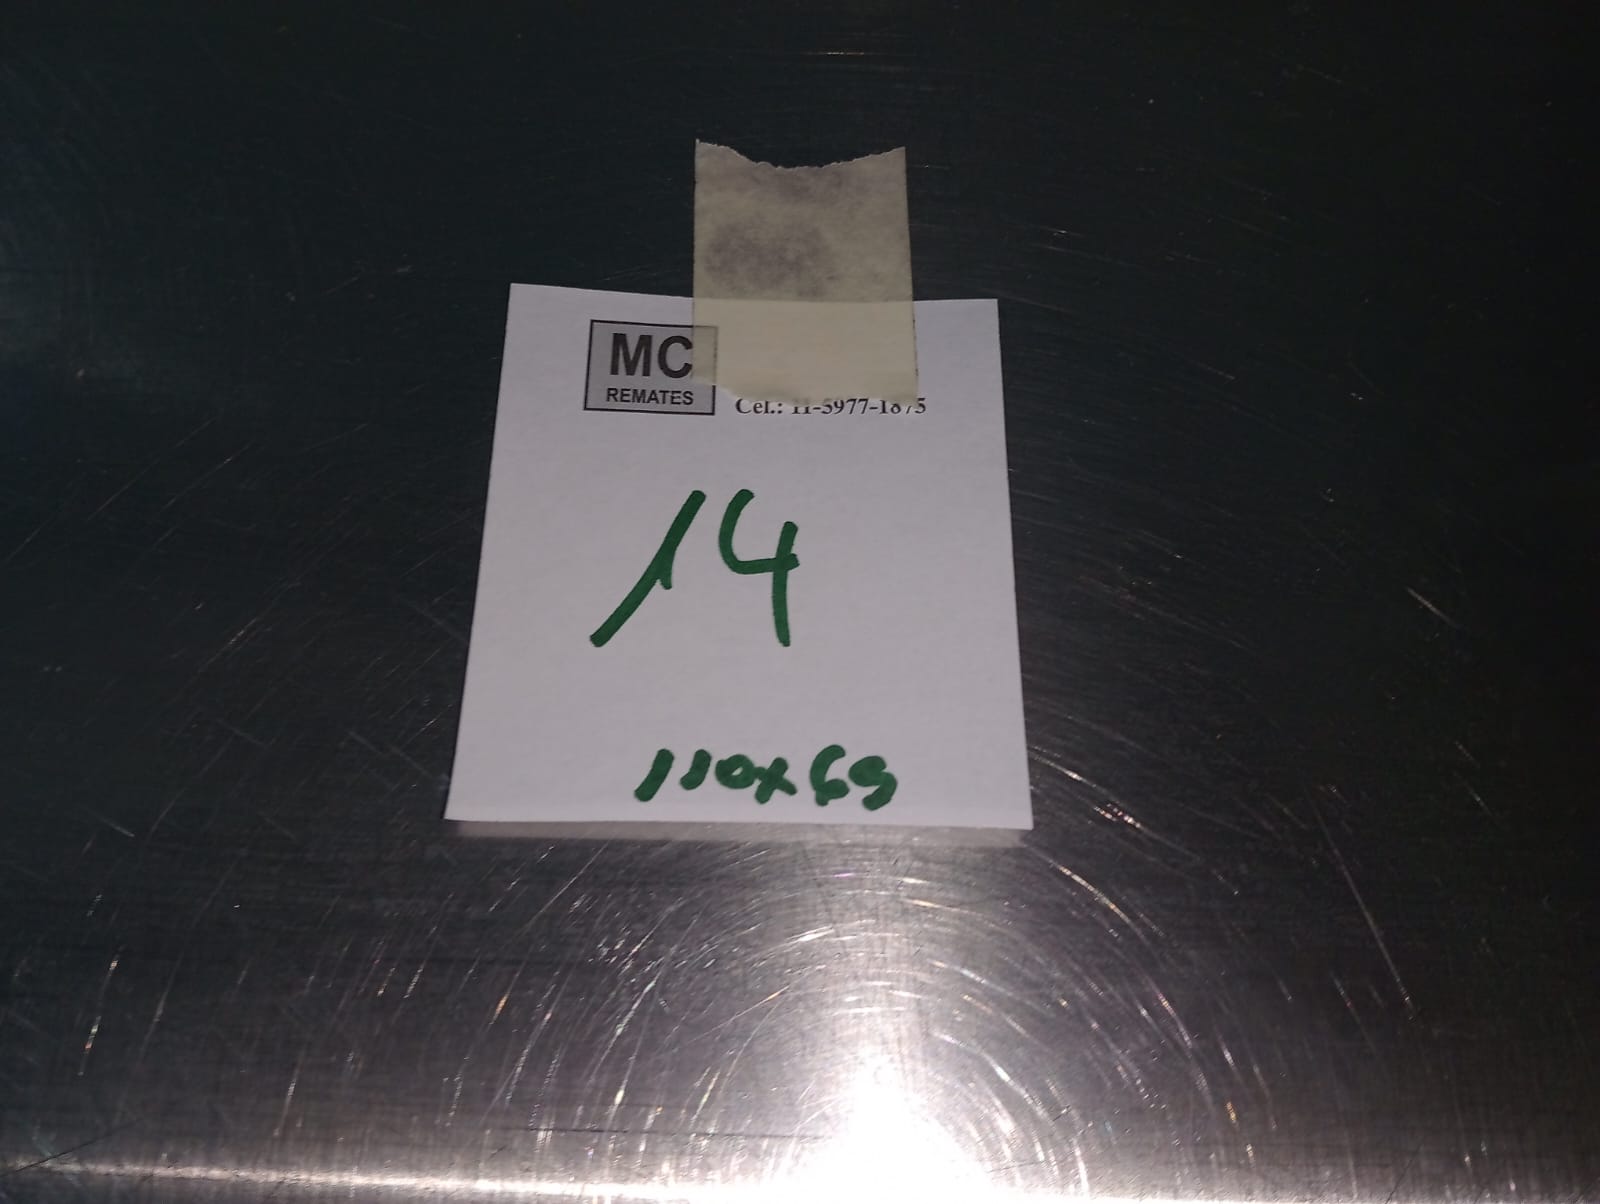 MC
REMATES
Cel.: 11-5977-1875
14
110x69